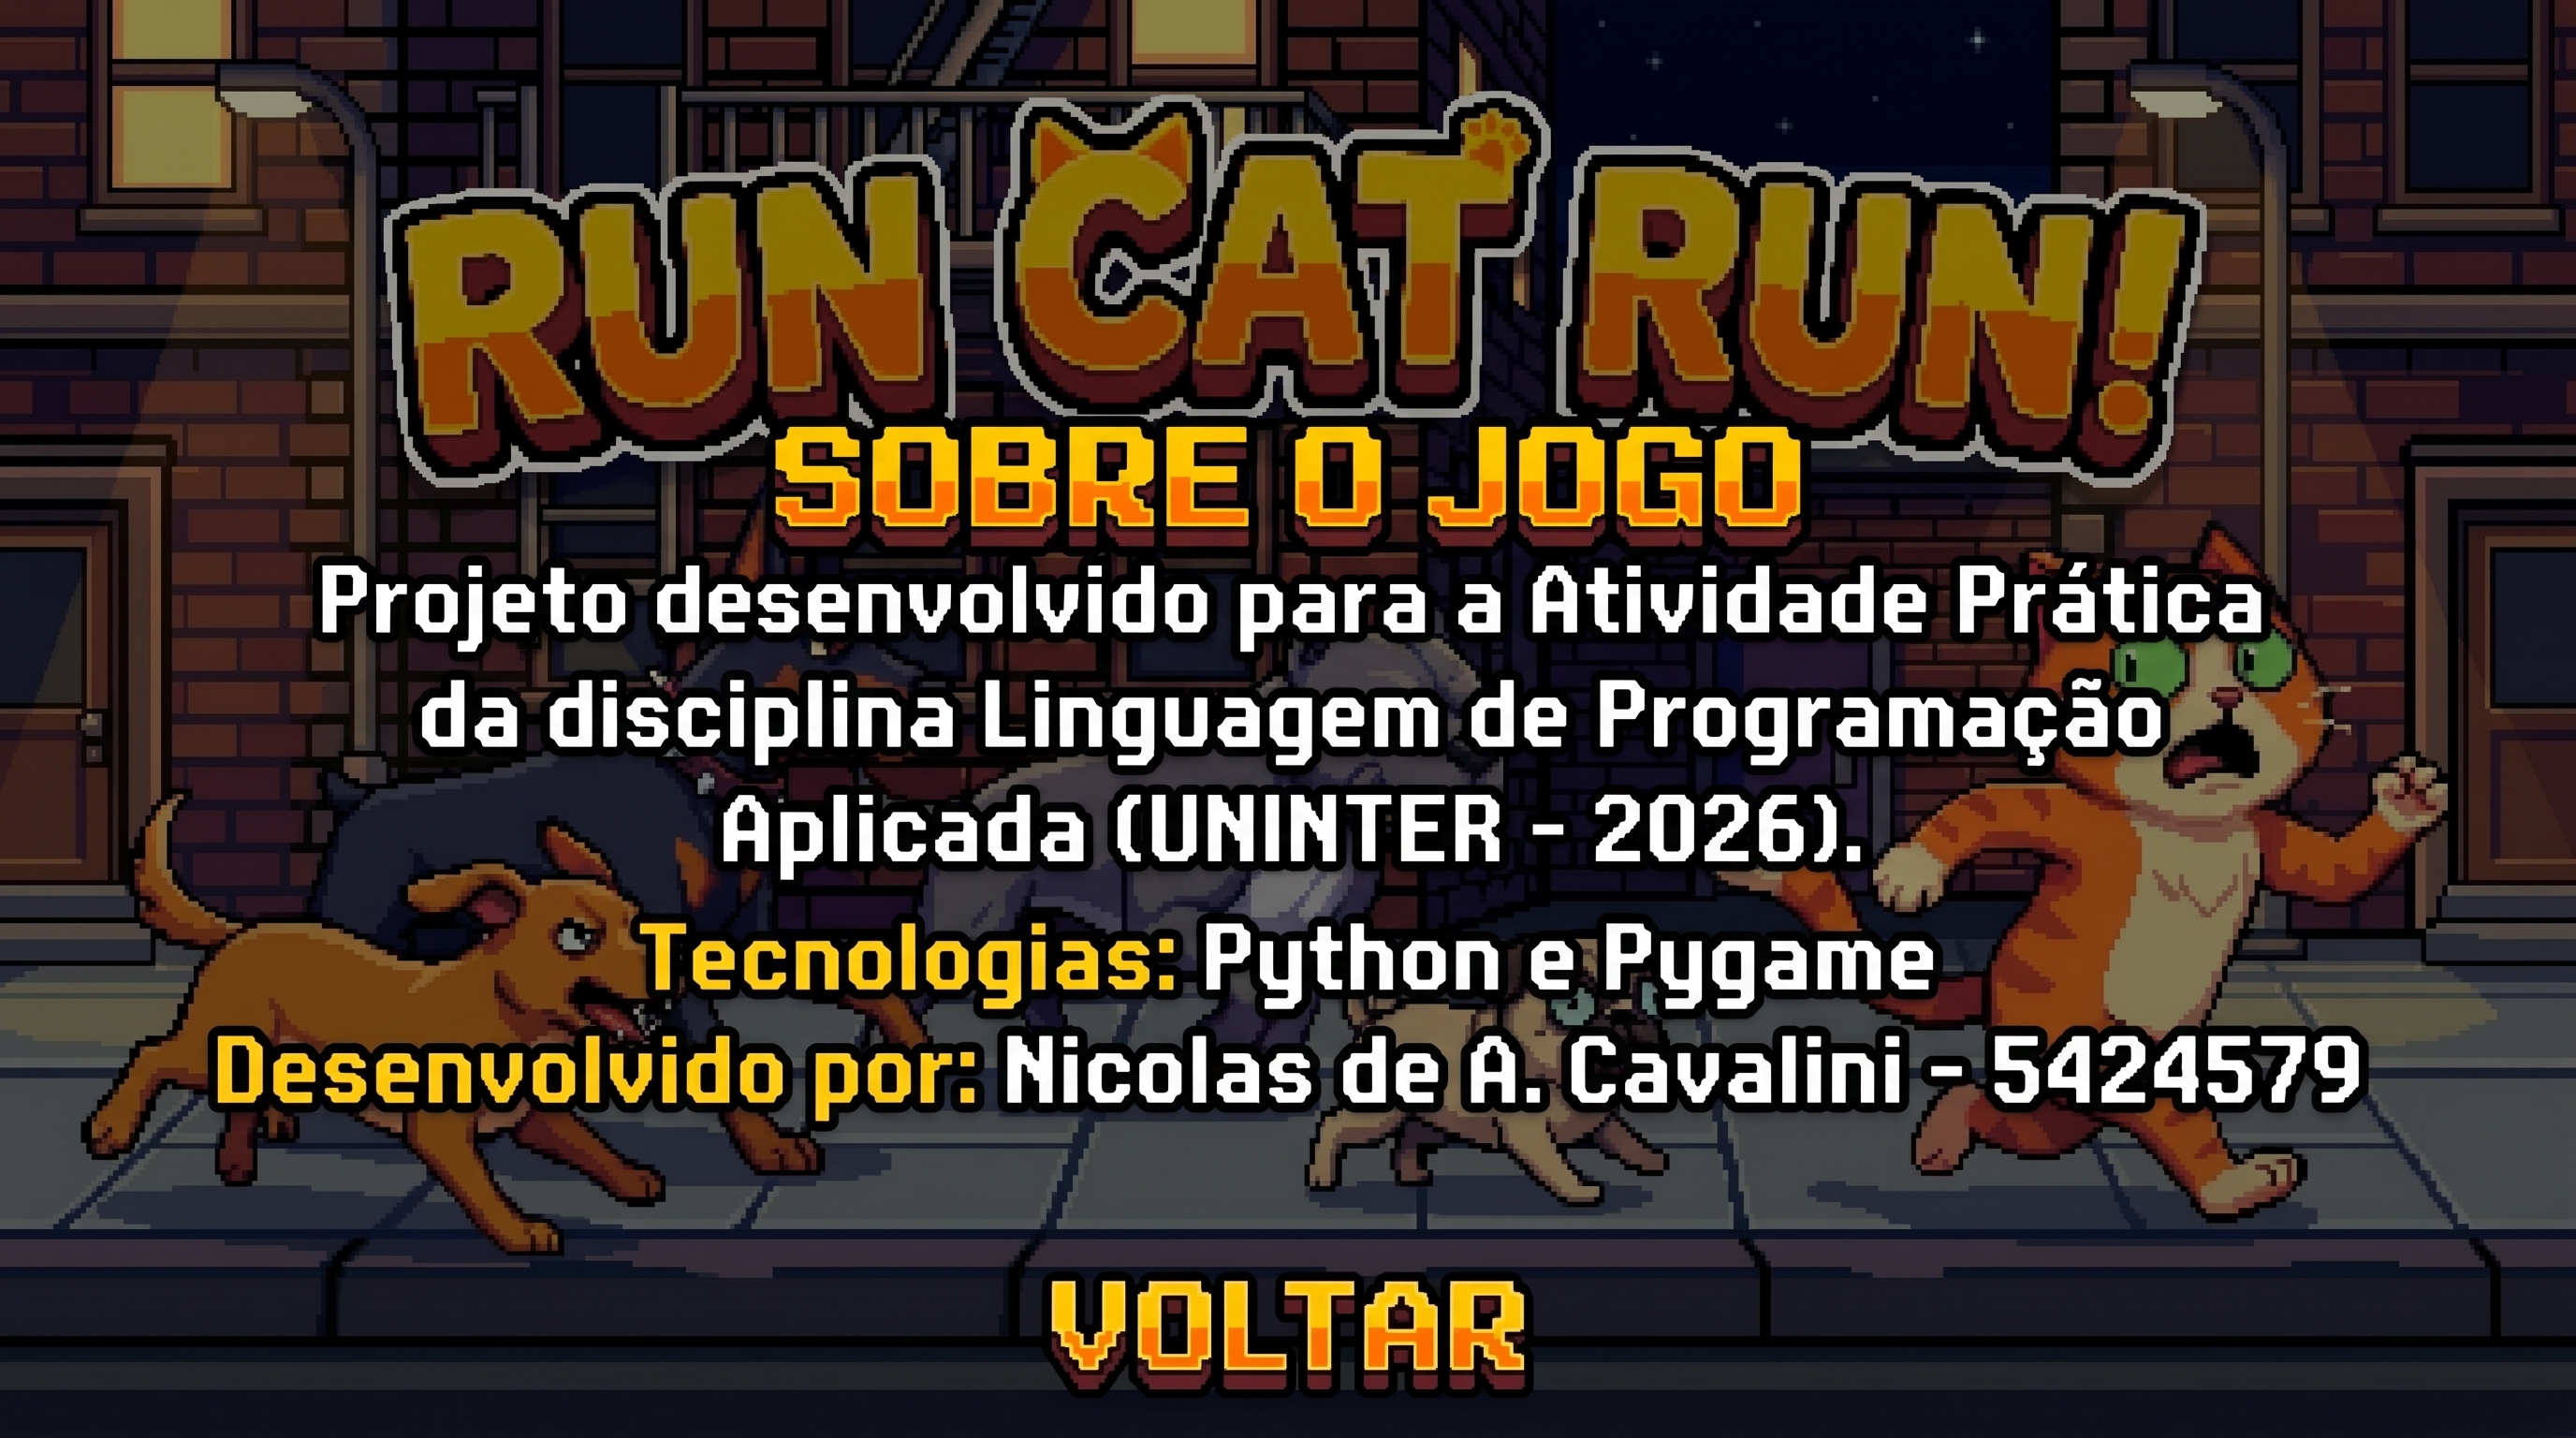 RUN CAT RUN!
SOBRE O JOGO
Projeto desenvolvido para a Atividade Prática
da disciplina Linguagem de Programação
Aplicada (UNINTER - 2026).
Tecnologias: Python e Pygame
Desenvolvido por: Nicolas de A. Cavalini - 5424579
VOLTAR